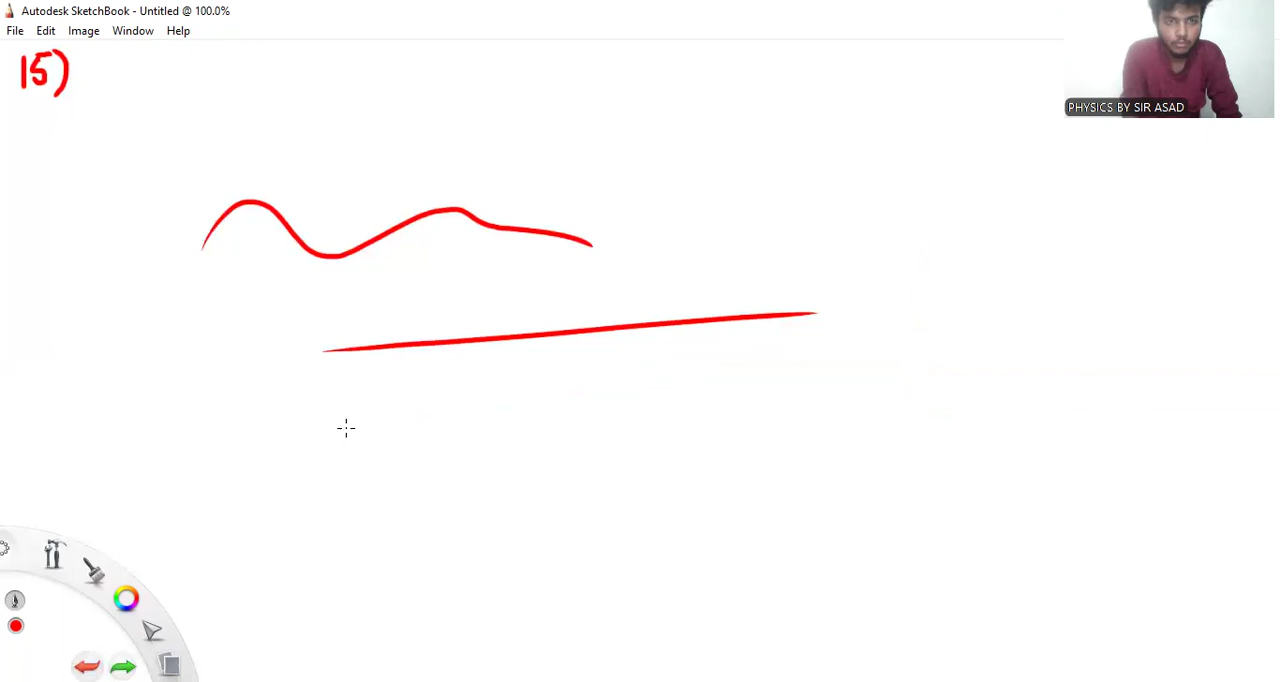 Autodesk SketchBook - Untitled @ 100.0%
File Edit Image Window Help
15)
PHYSICS BY SIR ASAD